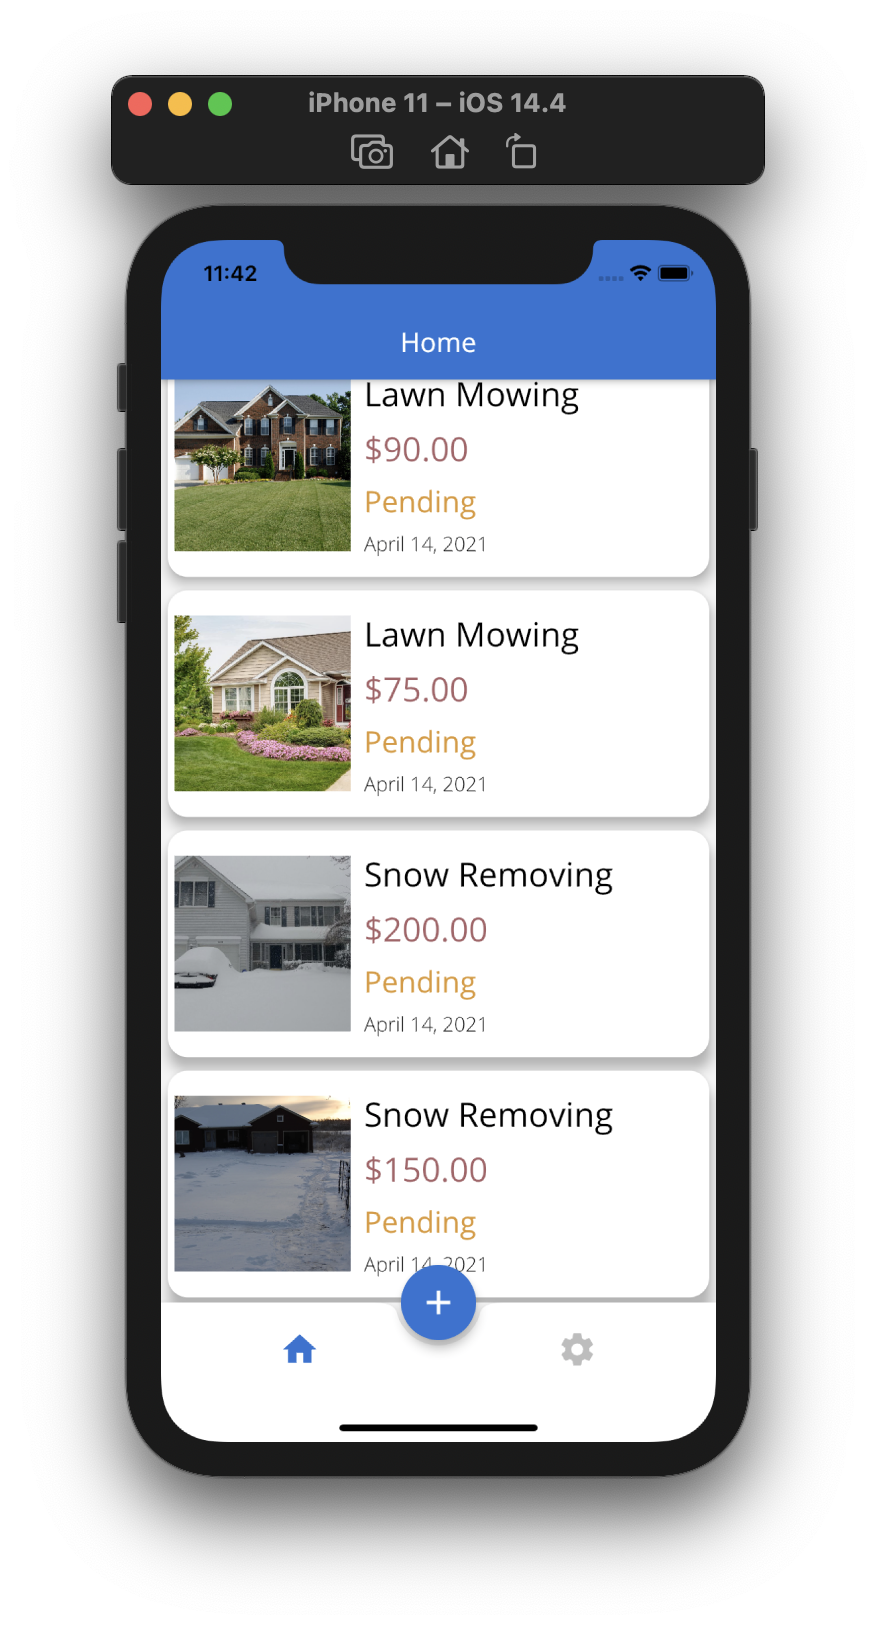 iPhone 11 – iOS 14.4
11:42
Home
Lawn Mowing
$90.00
Pending
April 14, 2021
Lawn Mowing
$75.00
Pending
April 14, 2021
Snow Removing
$200.00
Pending
April 14, 2021
Snow Removing
$150.00
Pending
April 14, 2021
+